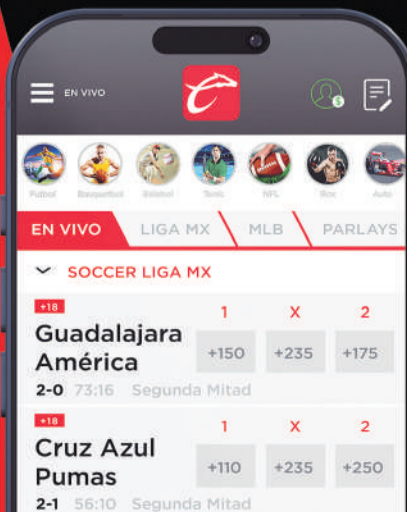 EN VIVO
Futbol Basquetbol Beisbol Tenis NFL Box Auto
EN VIVO LIGA MX MLB PARLAYS
SOCCER LIGA MX
+18
1 X 2
Guadalajara
América
+150 +235 +175
2-0 73:16 Segunda Mitad
+18
1 X 2
Cruz Azul
Pumas
+110 +235 +250
2-1 56:10 Segunda Mitad